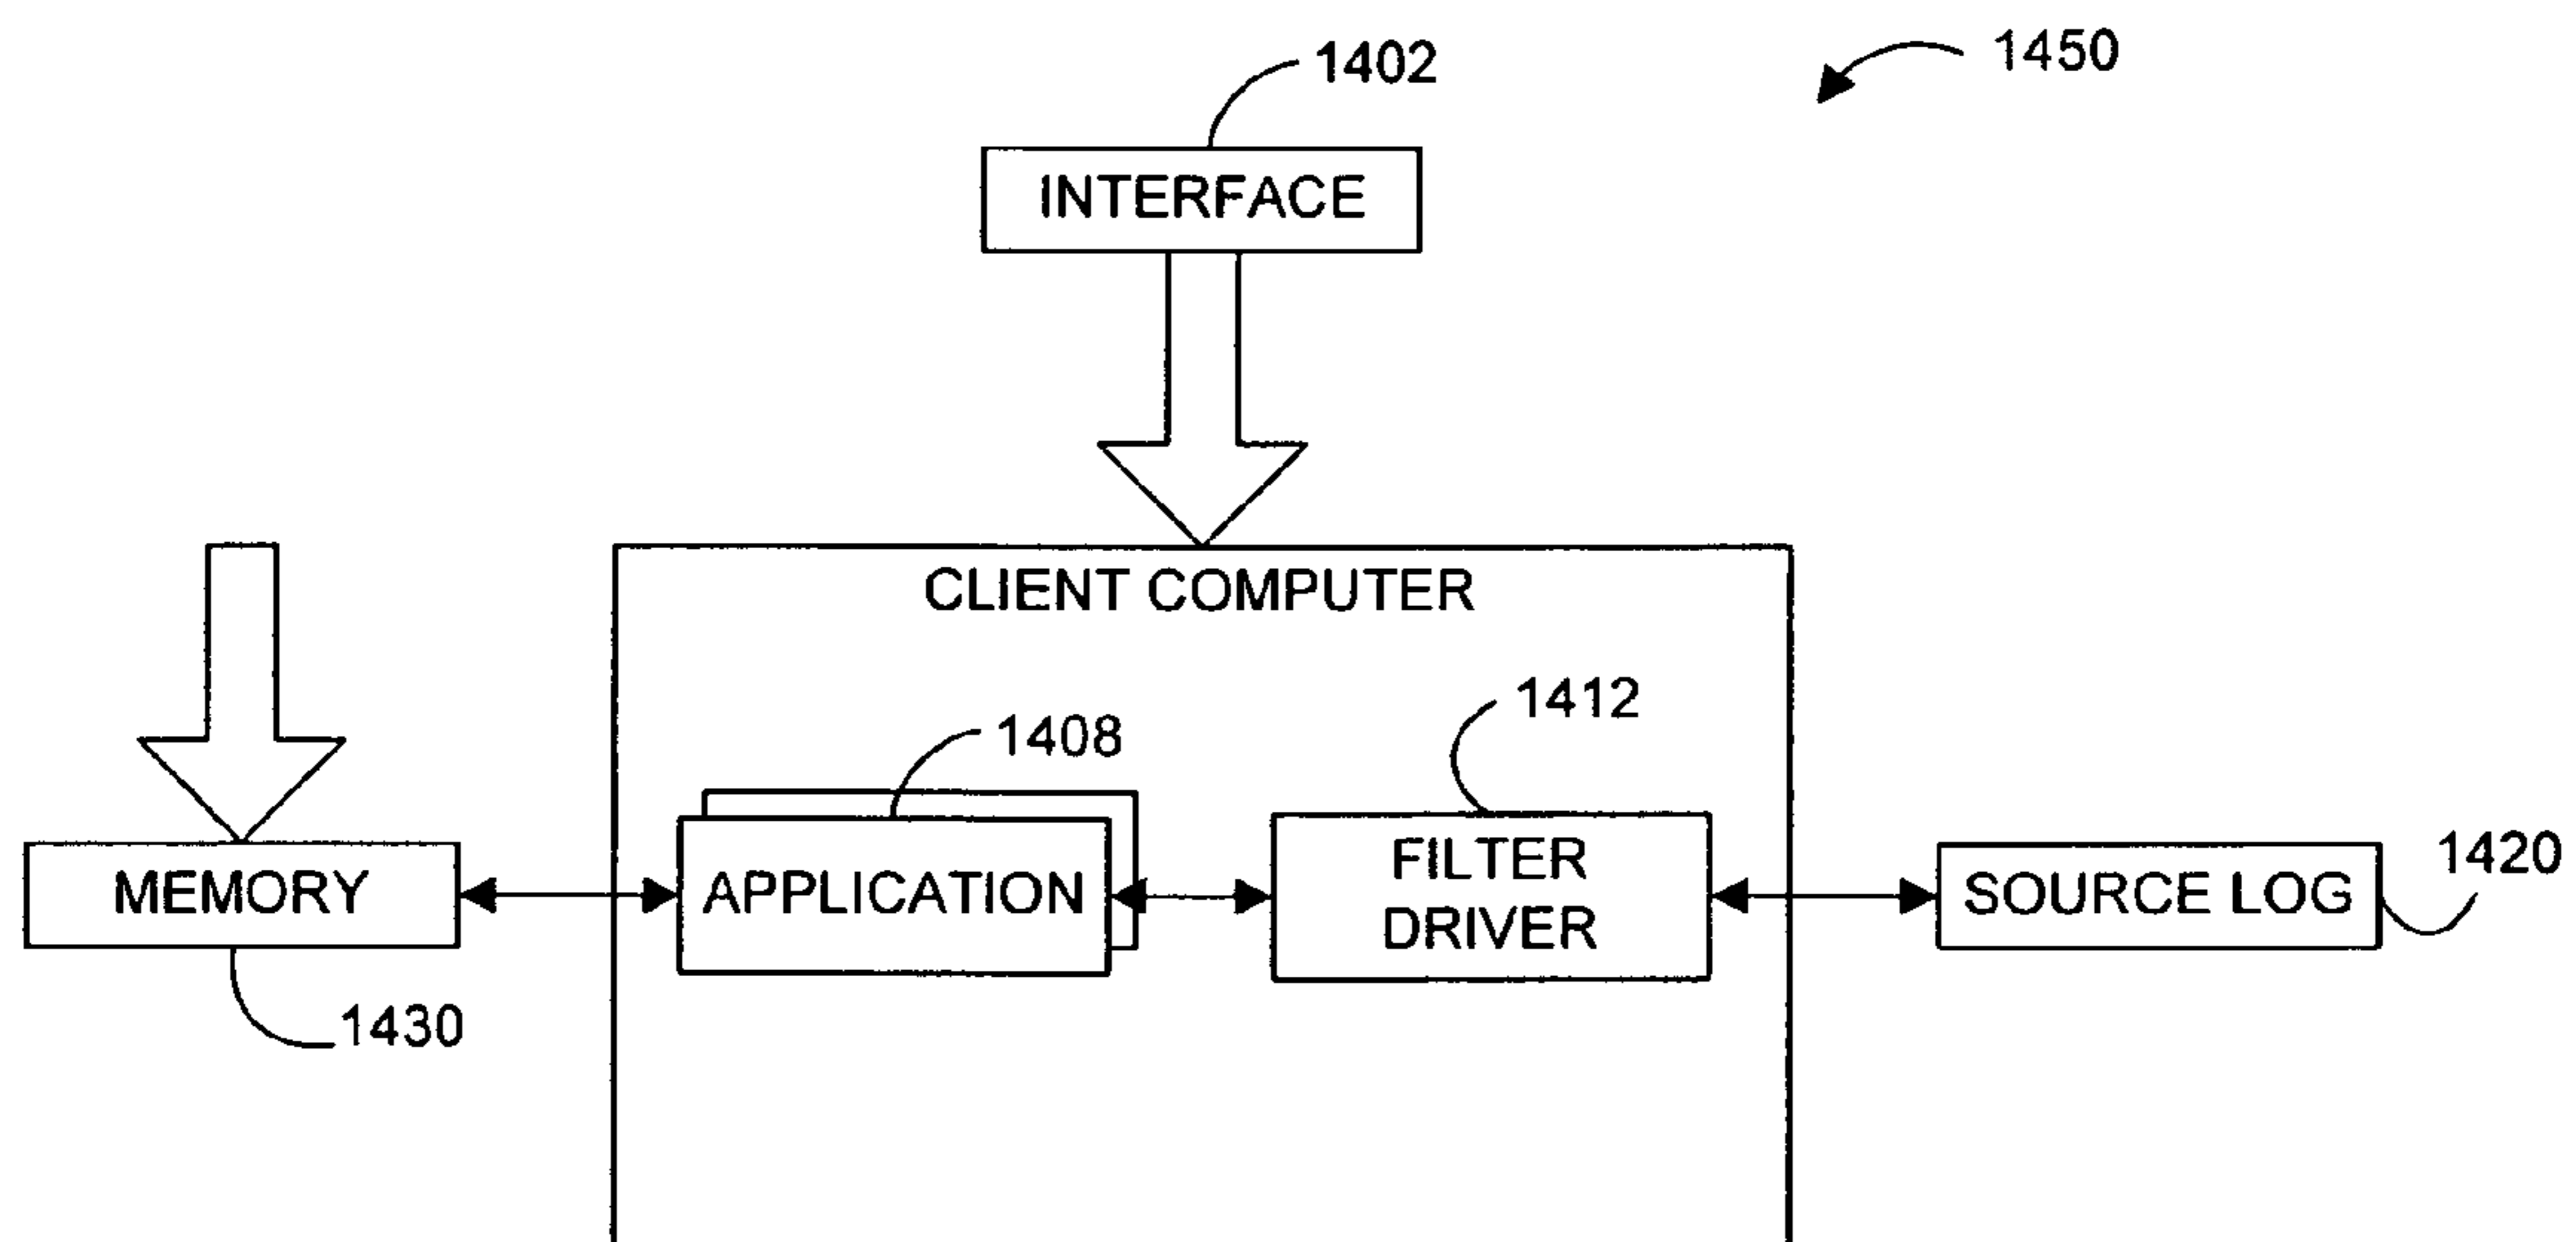 1450
1402
INTERFACE
CLIENT COMPUTER
1412
1408
MEMORY
APPLICATION
FILTER
DRIVER
SOURCE LOG
1420
1430